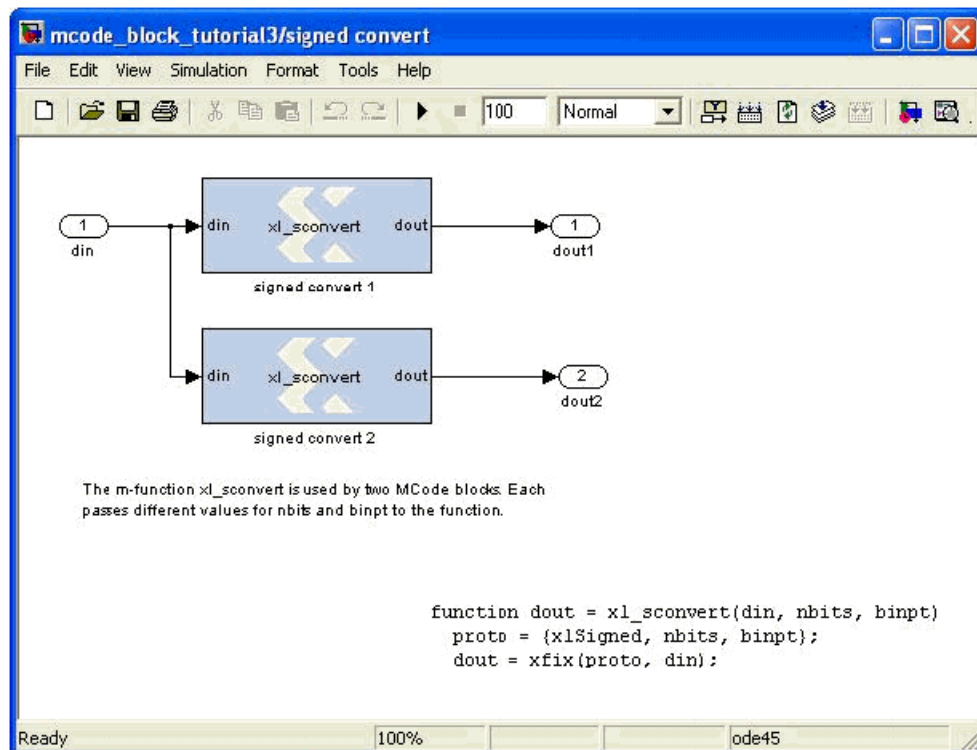 mcode_block_tutorial3/signed convert
File Edit View Simulation Format Tools Help
100 Normal
1
din
din xl_sconvert dout
signed convert 1
1
dout1
din xl_sconvert dout
signed convert 2
2
dout2
The m-function xl_sconvert is used by two MCode blocks. Each
passes different values for nbits and binpt to the function.
function dout = xl_sconvert(din, nbits, binpt)
proto = {xlSigned, nbits, binpt};
dout = xfix(proto, din);
Ready 100% ode45